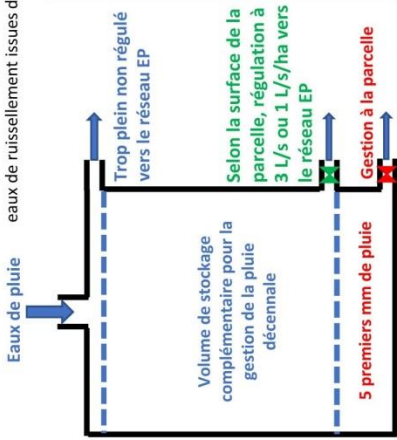 eaux de ruissellement issues d
Eaux de pluie
Trop plein non régulé
vers le réseau EP
Volume de stockage
complémentaire pour la
gestion de la pluie
décennale
Selon la surface de la
parcelle, régulation à
3 L/s ou 1 L/s/ha vers
le réseau EP
5 premiers mm de pluie
Gestion à la parcelle